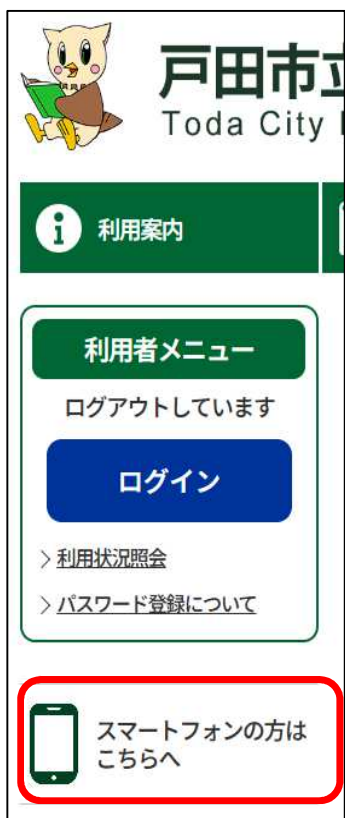 戸田市立
Toda City
利用案内
利用者メニュー
ログアウトしています
ログイン
> 利用状況照会
> パスワード登録について
スマートフォンの方は
こちらへ